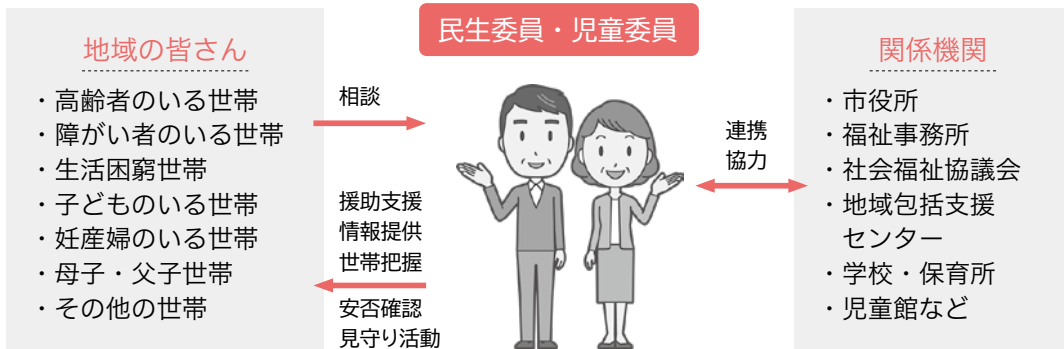 民生委員・児童委員
地域の皆さん
・高齢者のいる世帯
・障がい者のいる世帯
・生活困窮世帯
・子どものいる世帯
・妊産婦のいる世帯
・母子・父子世帯
・その他の世帯
相談
援助支援
情報提供
世帯把握
安否確認
見守り活動
連携
協力
関係機関
・市役所
・福祉事務所
・社会福祉協議会
・地域包括支援
センター
・学校・保育所
・児童館など